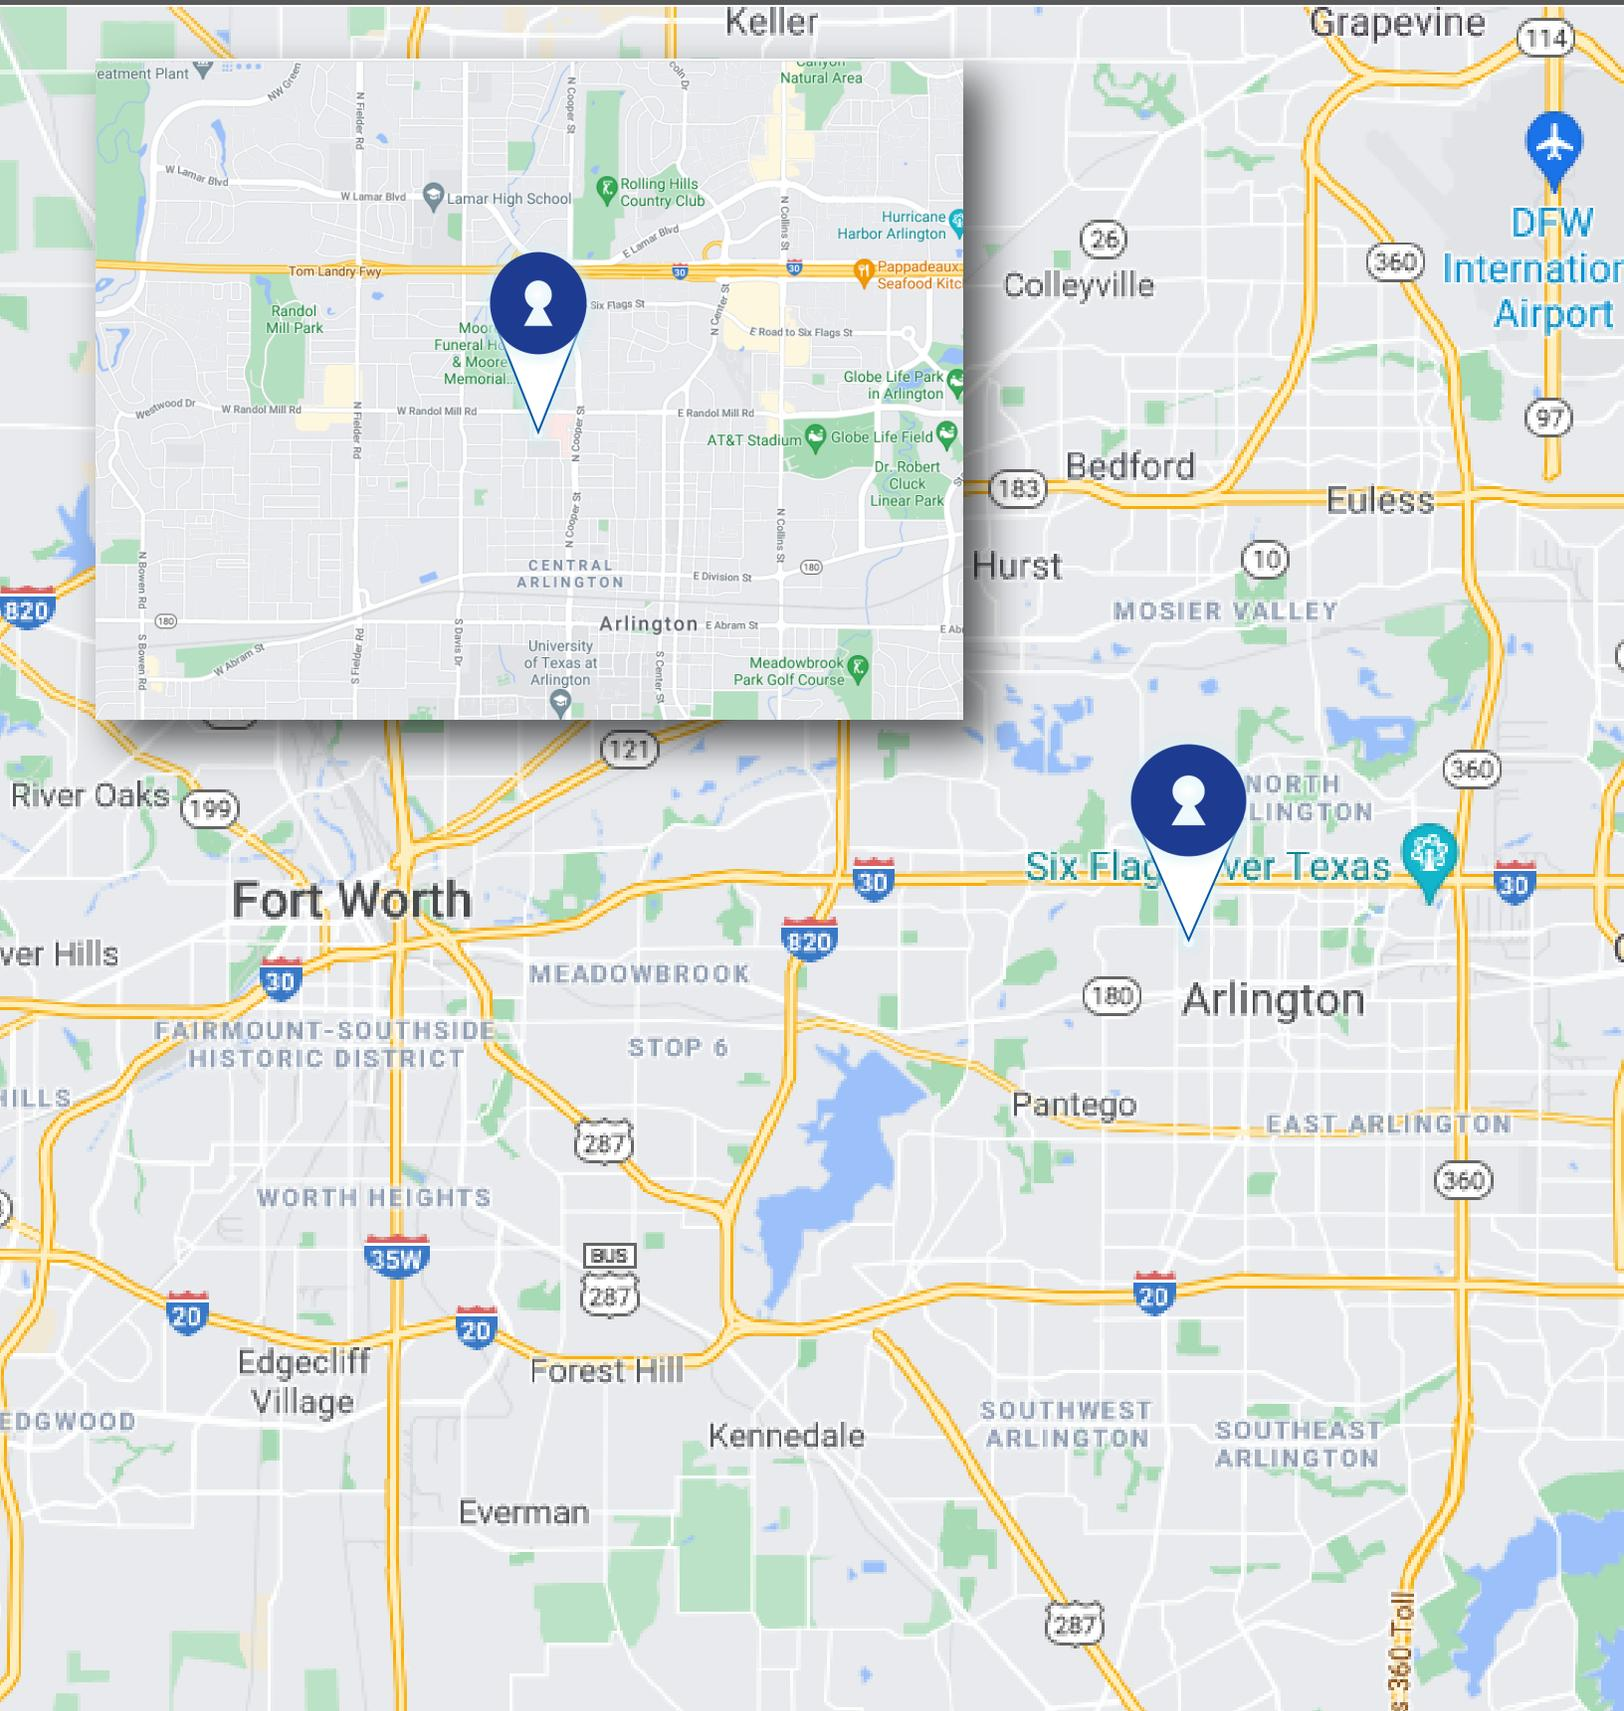 Keller
Grapevine
114
eatment Plant
NW Green
N Fielder Rd
N Cooper St
oln Dr
Canyon
Natural Area
W Lamar Blvd
W Lamar Blvd
Lamar High School
Rolling Hills
Country Club
N Collins St
Hurricane
Harbor Arlington
E Lamar Blvd
Tom Landry Fwy
30
30
Pappadeaux
Seafood Kitc
Six Flags St
Randol
Mill Park
Moor
Funeral Ho
& Moore
Memorial...
N Center St
E Road to Six Flags St
Globe Life Park
in Arlington
Westwood Dr
W Randol Mill Rd
W Randol Mill Rd
E Randol Mill Rd
N Fielder Rd
N Cooper St
AT&T Stadium
Globe Life Field
Dr. Robert
Cluck
Linear Park
N Cooper St
N Collins St
N Bowen Rd
CENTRAL
ARLINGTON
E Division St
180
180
Arlington
E Abram St
E Abr
S Bowen Rd
W Abram St
S Fielder Rd
S Davis Dr
University
of Texas at
Arlington
S Center St
Meadowbrook
Park Golf Course
26
360
DFW
Internation
Airport
Colleyville
97
183
Bedford
Euless
Hurst
10
820
MOSIER VALLEY
121
360
River Oaks
199
NORTH
LINGTON
Six Flag
ver Texas
30
30
Fort Worth
820
ver Hills
30
MEADOWBROOK
180
Arlington
FAIRMOUNT-SOUTHSIDE
HISTORIC DISTRICT
STOP 6
HILLS
Pantego
EAST ARLINGTON
287
360
WORTH HEIGHTS
35W
BUS
287
20
20
20
Edgecliff
Village
Forest Hill
EDGWOOD
Kennedale
SOUTHWEST
ARLINGTON
SOUTHEAST
ARLINGTON
Everman
287
s 360 Toll